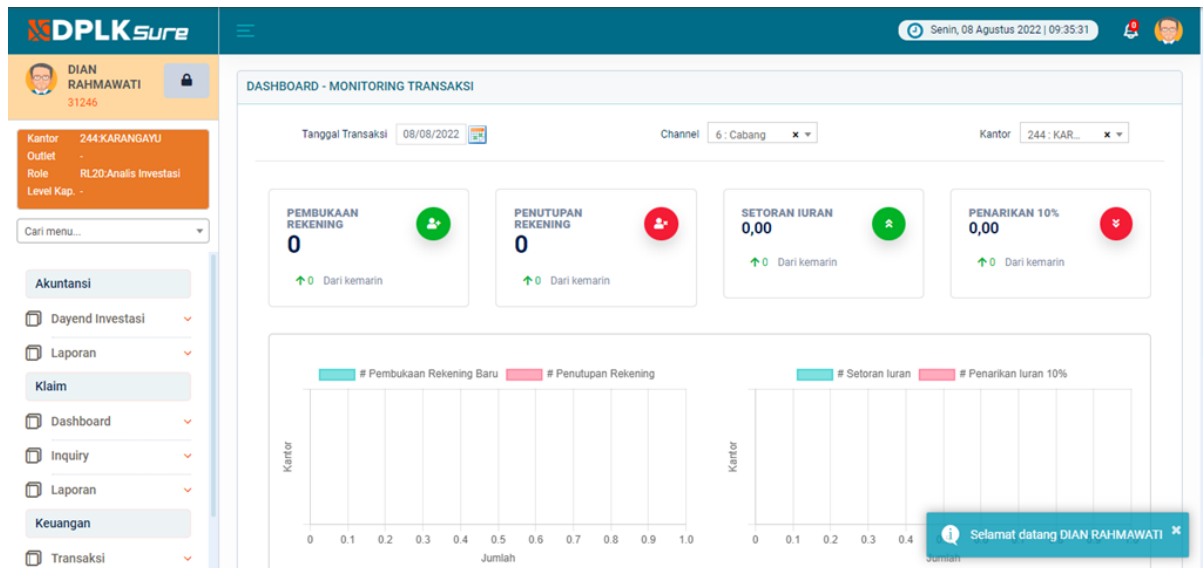 DPLKSure
Senin, 08 Agustus 2022 | 09:35:31
DIAN
RAHMAWATI
31246
Kantor 244:KARANGAYU
Outlet -
Role RL20:Analis Investasi
Level Kap. -
Cari menu...
Akuntansi
Dayend Investasi
Laporan
Klaim
Dashboard
Inquiry
Laporan
Keuangan
Transaksi
DASHBOARD - MONITORING TRANSAKSI
Tanggal Transaksi 08/08/2022
Channel 6 : Cabang x
Kantor 244 : KAR... x
PEMBUKAAN
REKENING
0
0 Dari kemarin
PENUTUPAN
REKENING
0
0 Dari kemarin
SETORAN IURAN
0,00
0 Dari kemarin
PENARIKAN 10%
0,00
0 Dari kemarin
# Pembukaan Rekening Baru # Penutupan Rekening
Kantor
0 0.1 0.2 0.3 0.4 0.5 0.6 0.7 0.8 0.9 1.0
Jumlah
# Setoran Iuran # Penarikan Iuran 10%
Kantor
0 0.1 0.2 0.3 0.4 1.0
Jumlah
Selamat datang DIAN RAHMAWATI x